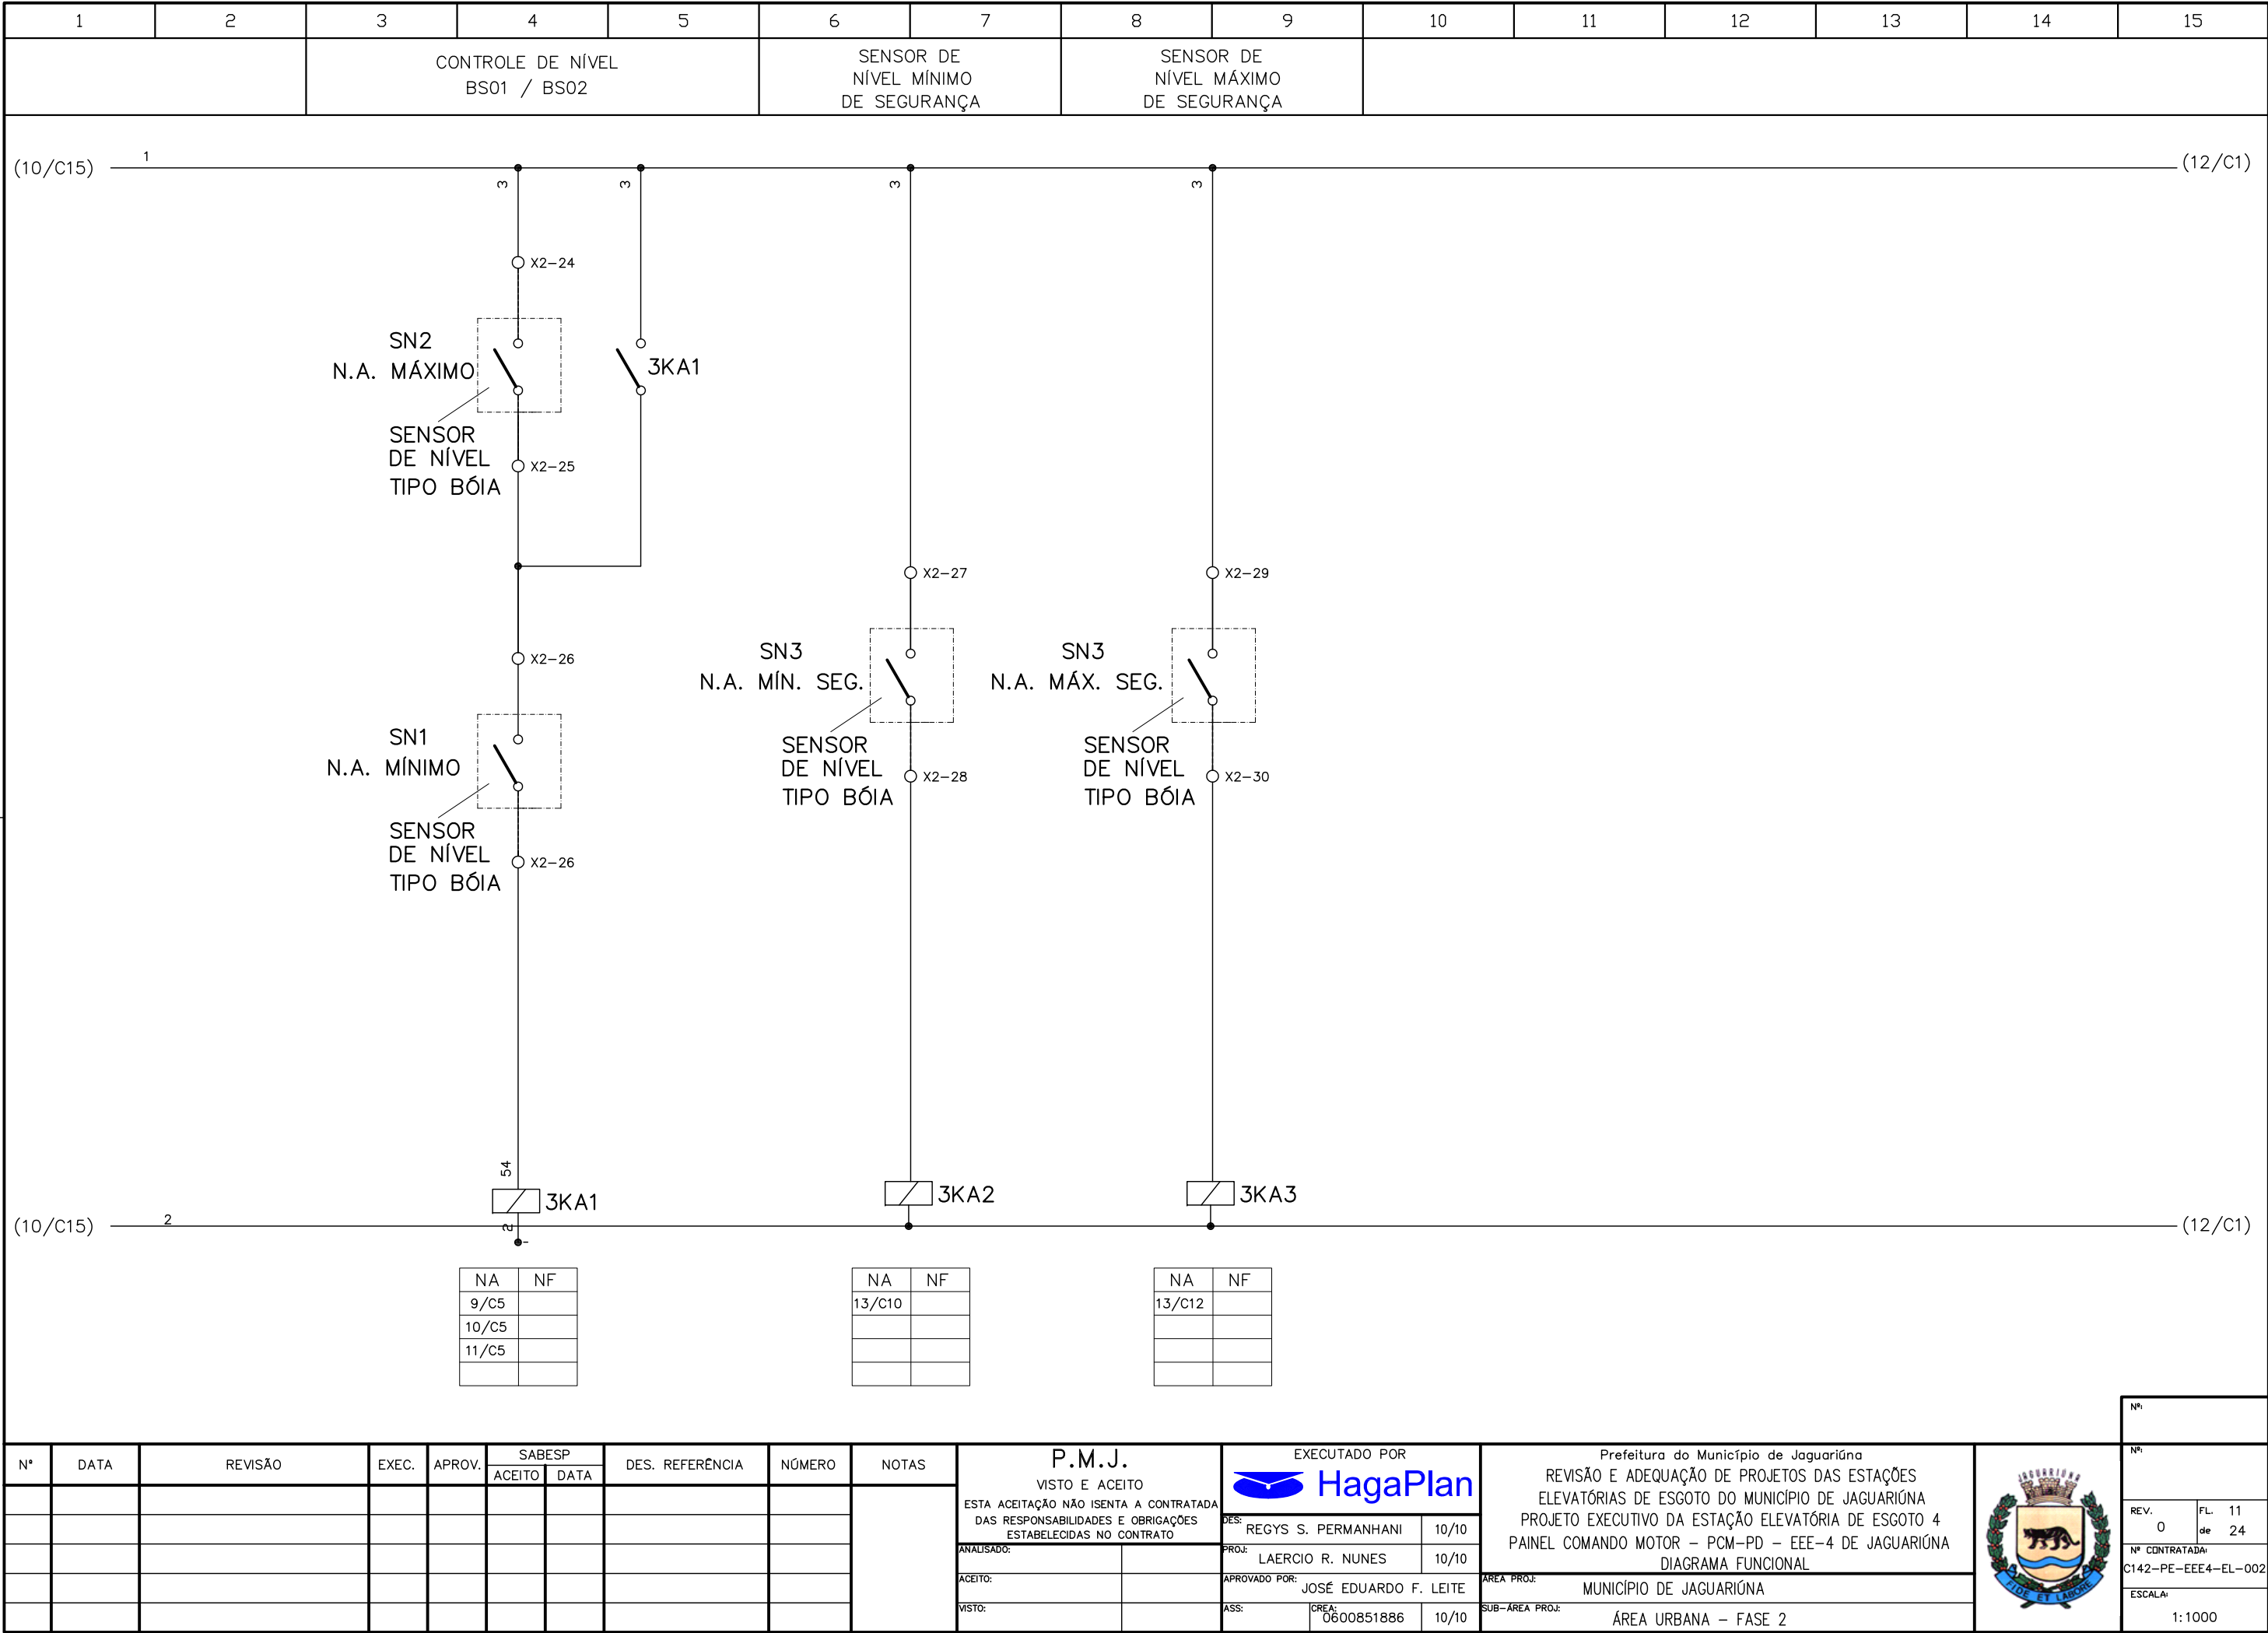 1 2 3 4 5 6 7 8 9 10 11 12 13 14 15
CONTROLE DE NÍVEL
BS01 / BS02
SENSOR DE
NÍVEL MÍNIMO
DE SEGURANÇA
SENSOR DE
NÍVEL MÁXIMO
DE SEGURANÇA
(10/C15)
1
(12/C1)
3
3
3
3
X2-24
SN2
N.A. MÁXIMO
3KA1
SENSOR
DE NÍVEL
TIPO BÓIA
X2-25
X2-26
SN1
N.A. MÍNIMO
SENSOR
DE NÍVEL
TIPO BÓIA
X2-26
X2-27
SN3
N.A. MÍN. SEG.
SENSOR
DE NÍVEL
TIPO BÓIA
X2-28
X2-29
SN3
N.A. MÁX. SEG.
SENSOR
DE NÍVEL
TIPO BÓIA
X2-30
54
3KA1
3KA2
3KA3
(10/C15)
2
2
(12/C1)
NA NF
9/C5
10/C5
11/C5
NA NF
13/C10
NA NF
13/C12
Nº DATA REVISÃO EXEC. APROV. SABESP DES. REFERÊNCIA NÚMERO NOTAS
ACEITO DATA
P.M.J.
VISTO E ACEITO
ESTA ACEITAÇÃO NÃO ISENTA A CONTRATADA
DAS RESPONSABILIDADES E OBRIGAÇÕES
ESTABELECIDAS NO CONTRATO
ANALISADO:
ACEITO:
VISTO:
EXECUTADO POR
HagaPlan
DES: REGYS S. PERMANHANI 10/10
PROJ: LAERCIO R. NUNES 10/10
APROVADO POR: JOSÉ EDUARDO F. LEITE
ASS: CREA: 0600851886 10/10
Prefeitura do Município de Jaguariúna
REVISÃO E ADEQUAÇÃO DE PROJETOS DAS ESTAÇÕES
ELEVATÓRIAS DE ESGOTO DO MUNICÍPIO DE JAGUARIÚNA
PROJETO EXECUTIVO DA ESTAÇÃO ELEVATÓRIA DE ESGOTO 4
PAINEL COMANDO MOTOR - PCM-PD - EEE-4 DE JAGUARIÚNA
DIAGRAMA FUNCIONAL
ÁREA PROJ: MUNICÍPIO DE JAGUARIÚNA
SUB-ÁREA PROJ: ÁREA URBANA - FASE 2
JAGUARIÚNA
FIDE ET LABORE
Nº:
Nº:
REV. 0
FL. 11
de 24
Nº CONTRATADA:
C142-PE-EEE4-EL-002
ESCALA:
1:1000